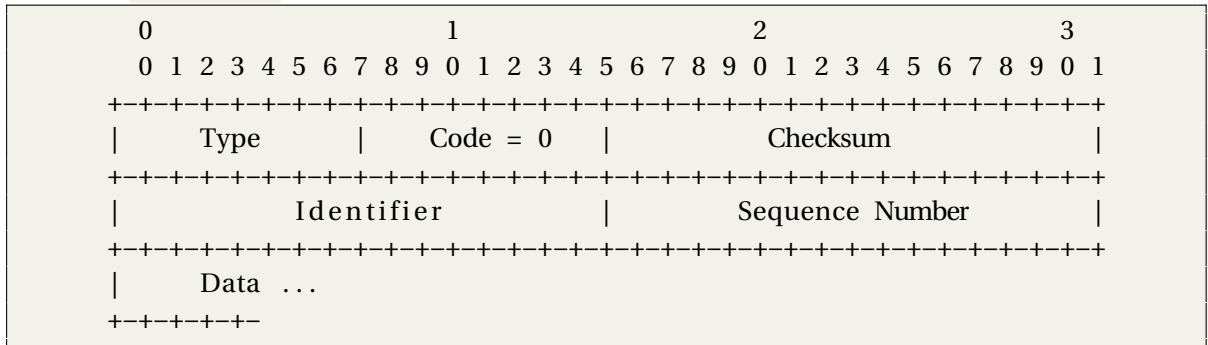 0 1 2 3
0 1 2 3 4 5 6 7 8 9 0 1 2 3 4 5 6 7 8 9 0 1 2 3 4 5 6 7 8 9 0 1
+-+-+-+-+-+-+-+-+-+-+-+-+-+-+-+-+-+-+-+-+-+-+-+-+-+-+-+-+-+-+-+-+
| Type | Code = 0 | Checksum |
+-+-+-+-+-+-+-+-+-+-+-+-+-+-+-+-+-+-+-+-+-+-+-+-+-+-+-+-+-+-+-+-+
| Identifier | Sequence Number |
+-+-+-+-+-+-+-+-+-+-+-+-+-+-+-+-+-+-+-+-+-+-+-+-+-+-+-+-+-+-+-+-+
| Data ...
+-+-+-+-+-